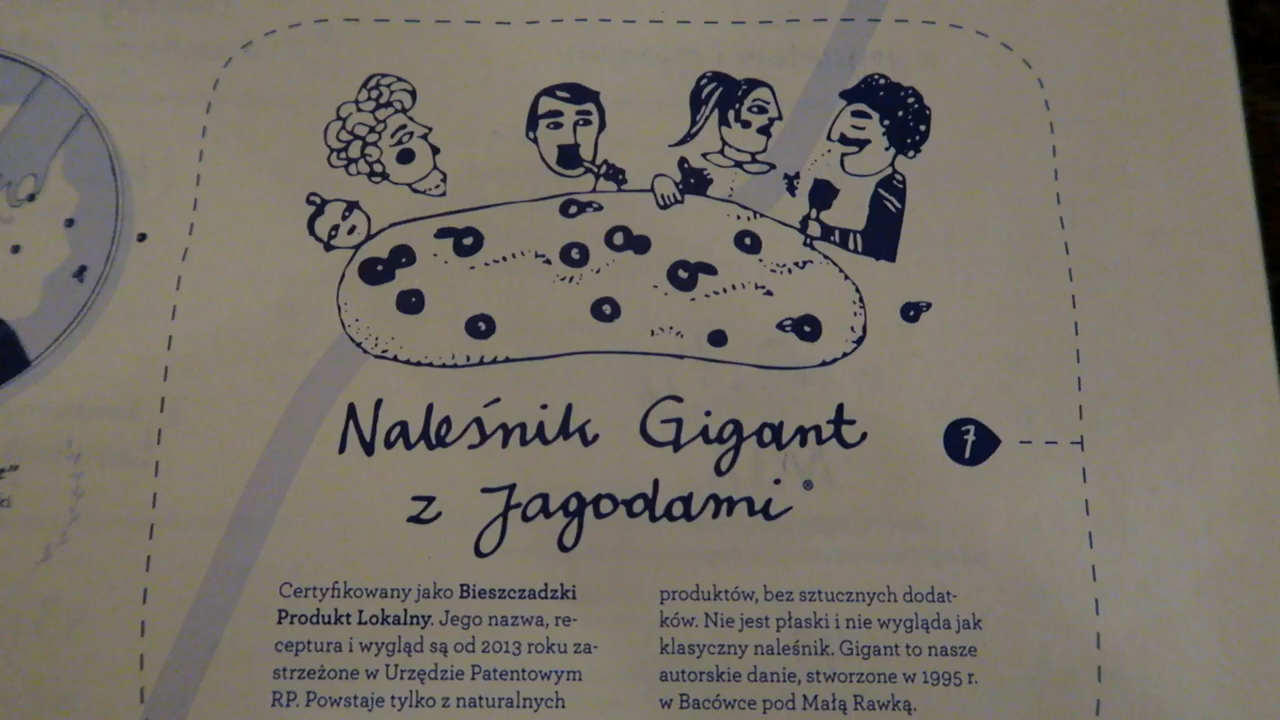 Naleśnik Gigant
z Jagodami®
7
Certyfikowany jako Bieszczadzki
Produkt Lokalny. Jego nazwa, re-
ceptura i wygląd są od 2013 roku za-
strzeżone w Urzędzie Patentowym
RP. Powstaje tylko z naturalnych
produktów, bez sztucznych dodat-
ków. Nie jest płaski i nie wygląda jak
klasyczny naleśnik. Gigant to nasze
autorskie danie, stworzone w 1995 r.
w Bacówce pod Małą Rawką.